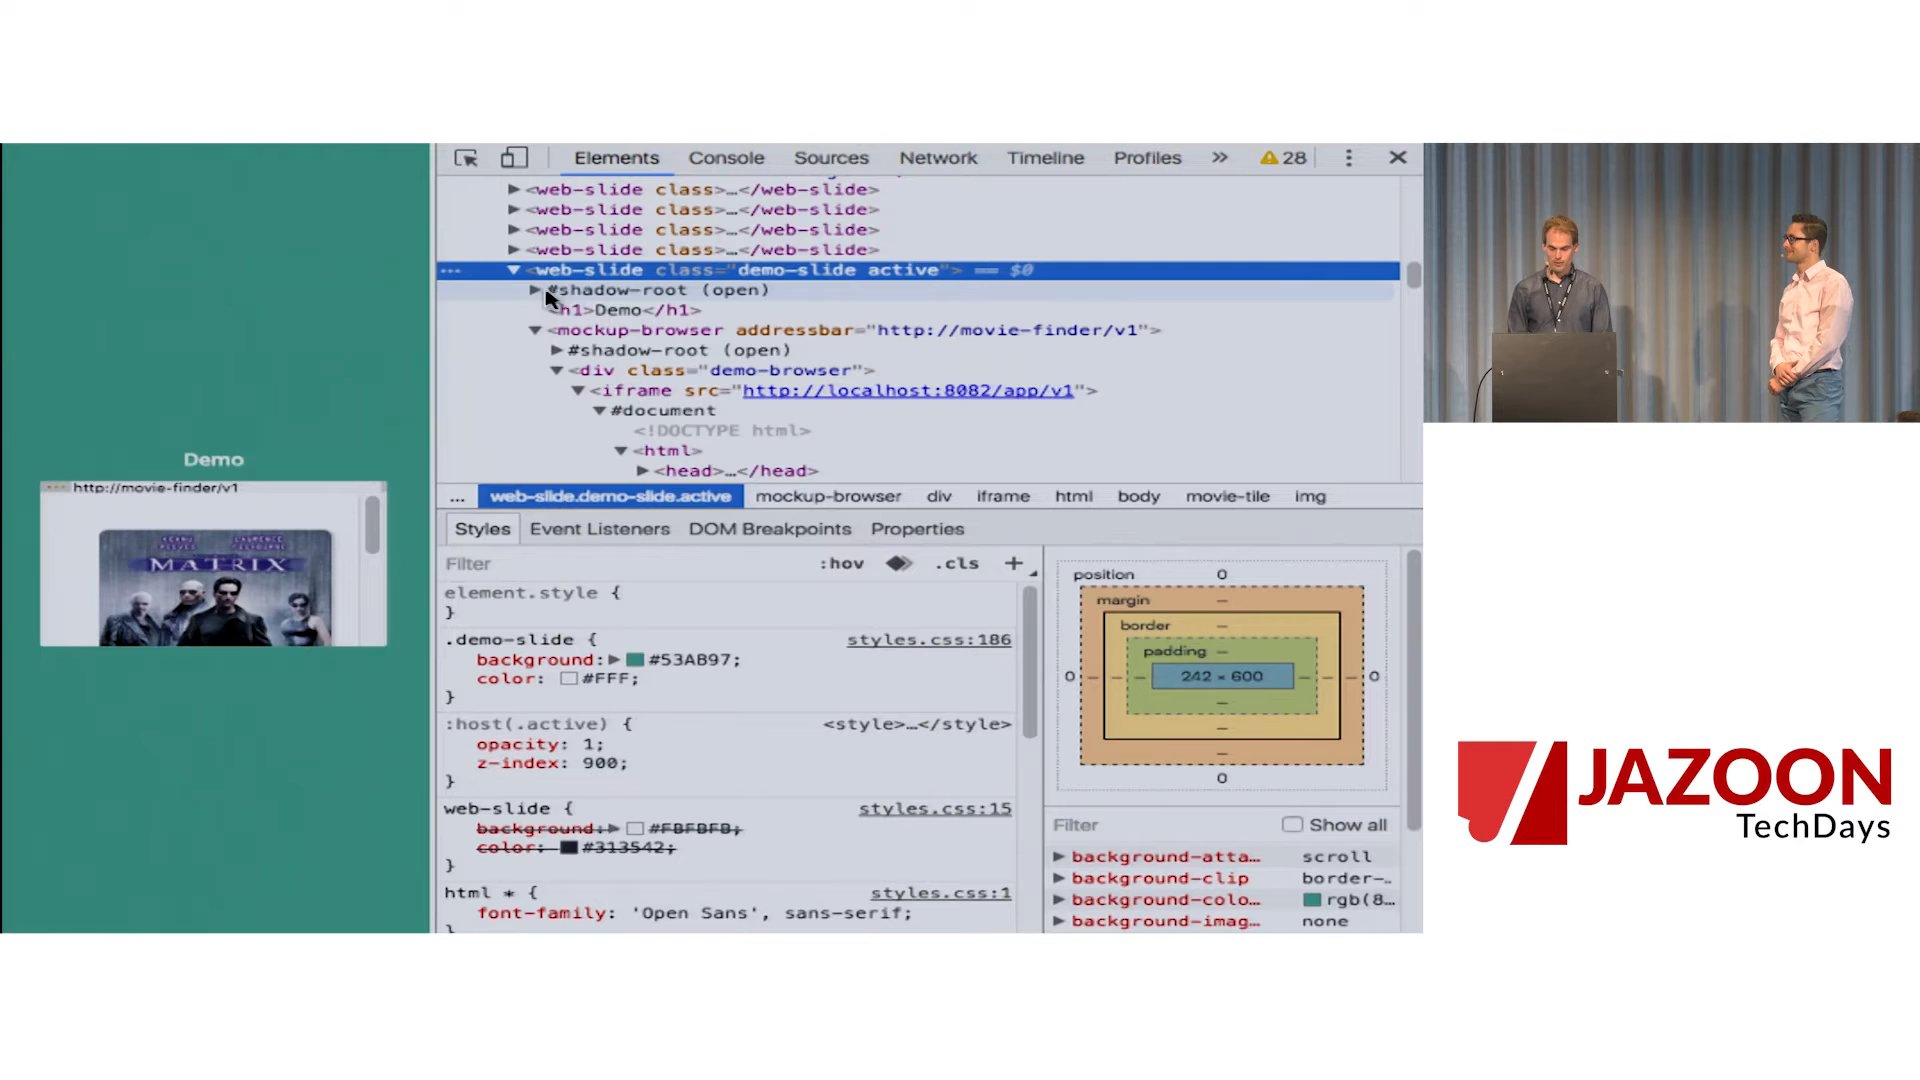 Elements Console Sources Network Timeline Profiles » 28
▶<web-slide class>…</web-slide>
▶<web-slide class>…</web-slide>
▶<web-slide class>…</web-slide>
▶<web-slide class>…</web-slide>
… ▼<web-slide class="demo-slide active"> == $0
▶#shadow-root (open)
h1>Demo</h1>
▼<mockup-browser addressbar="http://movie-finder/v1">
▶#shadow-root (open)
▼<div class="demo-browser">
▼<iframe src="http://localhost:8082/app/v1">
▼#document
<!DOCTYPE html>
▼<html>
▶<head>…</head>
... web-slide.demo-slide.active mockup-browser div iframe html body movie-tile img
Styles Event Listeners DOM Breakpoints Properties
Filter :hov .cls +
element.style {
}
.demo-slide { styles.css:186
background:▶ #53AB97;
color: #FFF;
}
:host(.active) { <style>…</style>
opacity: 1;
z-index: 900;
}
web-slide { styles.css:15
background:▶ #FBFBFB;
color: #313542;
}
html * { styles.css:1
font-family: 'Open Sans', sans-serif;
position 0
margin –
border –
padding –
0 – – – 242 × 600 – – – 0
–
–
–
0
Filter Show all
▶ background-atta… scroll
▶ background-clip border-…
▶ background-colo… rgb(8…
▶ background-imag… none
Demo
http://movie-finder/v1
KEANU REEVES LAURENCE FISHBURNE
MATRIX
JAZOON
TechDays